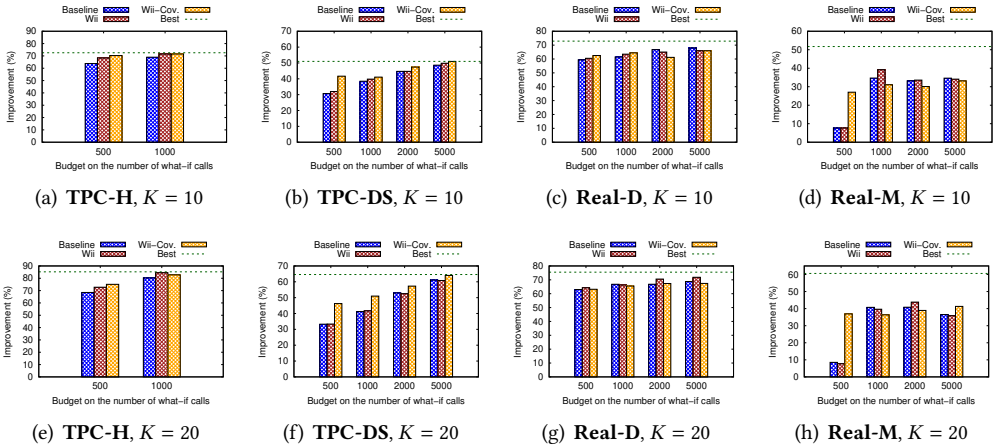 Baseline Wii-Cov.
Wii Best
Improvement (%)
90
80
70
60
50
40
30
20
10
0
500 1000
Budget on the number of what-if calls
(a) TPC-H, K = 10
Baseline Wii-Cov.
Wii Best
Improvement (%)
70
60
50
40
30
20
10
0
500 1000 2000 5000
Budget on the number of what-if calls
(b) TPC-DS, K = 10
Baseline Wii-Cov.
Wii Best
Improvement (%)
80
70
60
50
40
30
20
10
0
500 1000 2000 5000
Budget on the number of what-if calls
(c) Real-D, K = 10
Baseline Wii-Cov.
Wii Best
Improvement (%)
60
50
40
30
20
10
0
500 1000 2000 5000
Budget on the number of what-if calls
(d) Real-M, K = 10
Baseline Wii-Cov.
Wii Best
Improvement (%)
90
80
70
60
50
40
30
20
10
0
500 1000
Budget on the number of what-if calls
(e) TPC-H, K = 20
Baseline Wii-Cov.
Wii Best
Improvement (%)
70
60
50
40
30
20
10
0
500 1000 2000 5000
Budget on the number of what-if calls
(f) TPC-DS, K = 20
Baseline Wii-Cov.
Wii Best
Improvement (%)
80
70
60
50
40
30
20
10
0
500 1000 2000 5000
Budget on the number of what-if calls
(g) Real-D, K = 20
Baseline Wii-Cov.
Wii Best
Improvement (%)
60
50
40
30
20
10
0
500 1000 2000 5000
Budget on the number of what-if calls
(h) Real-M, K = 20